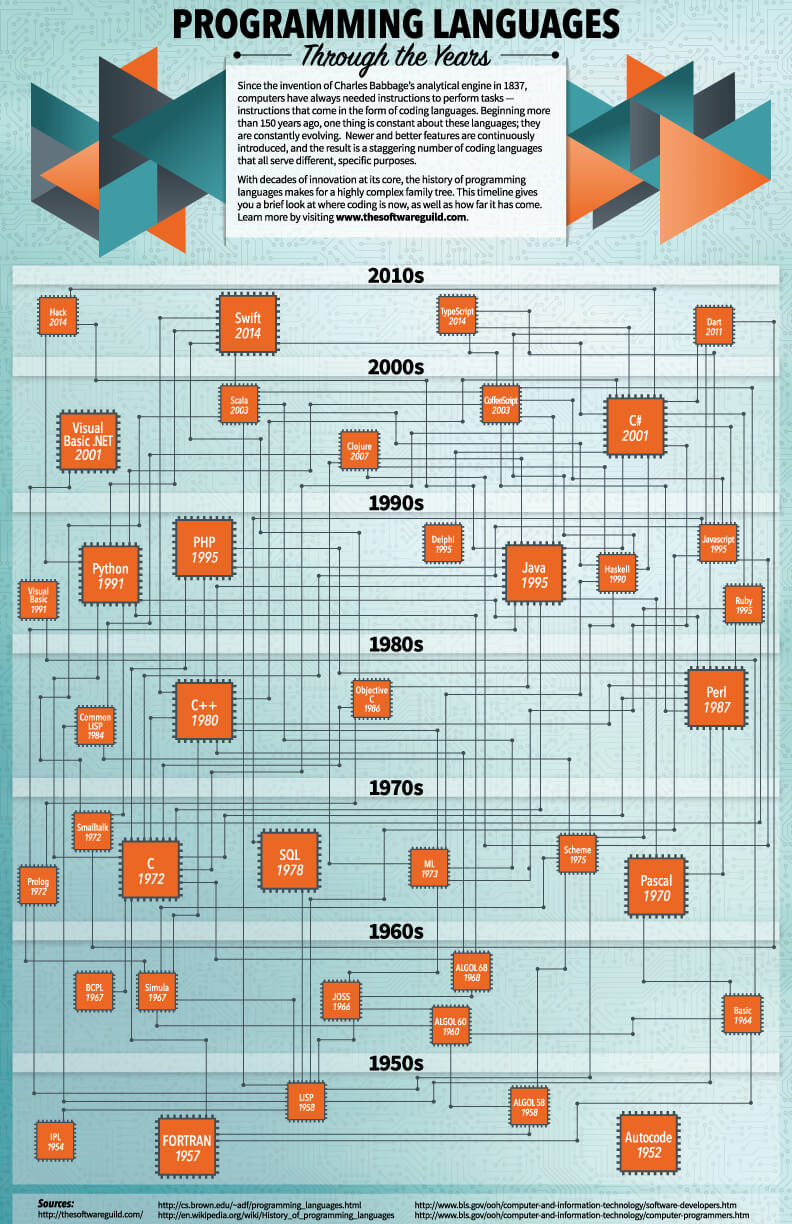 PROGRAMMING LANGUAGES
Through the Years
Since the invention of Charles Babbage's analytical engine in 1837,
computers have always needed instructions to perform tasks —
instructions that come in the form of coding languages. Beginning more
than 150 years ago, one thing is constant about these languages; they
are constantly evolving. Newer and better features are continuously
introduced, and the result is a staggering number of coding languages
that all serve different, specific purposes.
With decades of innovation at its core, the history of programming
languages makes for a highly complex family tree. This timeline gives
you a brief look at where coding is now, as well as how far it has come.
Learn more by visiting www.thesoftwareguild.com.
2010s
Hack
2014
Swift
2014
TypeScript
2014
Dart
2011
2000s
Visual
Basic .NET
2001
Scala
2003
Clojure
2007
CoffeeScript
2003
C#
2001
1990s
Visual
Basic
1991
Python
1991
PHP
1995
Delphi
1995
Java
1995
Haskell
1990
Javascript
1995
Ruby
1995
1980s
Common
LISP
1984
C++
1980
Objective
C
1986
Perl
1987
1970s
Prolog
1972
Smalltalk
1972
C
1972
SQL
1978
ML
1973
Scheme
1975
Pascal
1970
1960s
BCPL
1967
Simula
1967
JOSS
1966
ALGOL 68
1968
ALGOL 60
1960
Basic
1964
1950s
IPL
1954
FORTRAN
1957
LISP
1958
ALGOL 58
1958
Autocode
1952
Sources:
http://thesoftwareguild.com/
http://cs.brown.edu/~adf/programming_languages.html
http://en.wikipedia.org/wiki/History_of_programming_languages
http://www.bls.gov/ooh/computer-and-information-technology/software-developers.htm
http://www.bls.gov/ooh/computer-and-information-technology/computer-programmers.htm